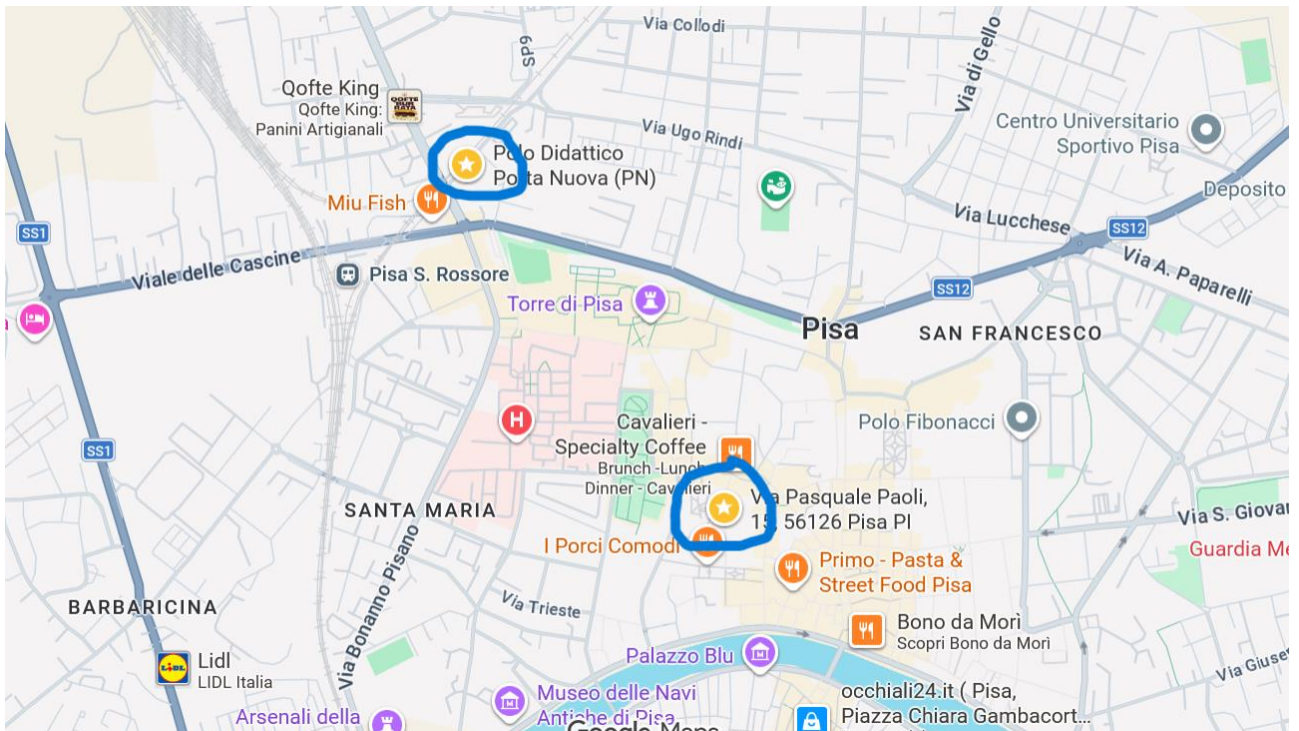 Via Collodi
SP9
Via di Gello
Qofte King
Qofte King:
Panini Artigianali
QOFTE
BUK
RATA
Via Ugo Rindi
Centro Universitario
Sportivo Pisa
Polo Didattico
Porta Nuova (PN)
Deposito
Miu Fish
Via Lucchese
SS12
SS1
Viale delle Cascine
Pisa S. Rossore
Via A. Paparelli
SS12
Torre di Pisa
Pisa
SAN FRANCESCO
H
Cavalieri -
Specialty Coffee
Brunch -Lunch
Dinner - Cavalieri
Polo Fibonacci
SS1
SANTA MARIA
Via Pasquale Paoli,
15, 56126 Pisa PI
Via S. Giovan
I Porci Comodi
Guardia Me
Primo - Pasta &
Street Food Pisa
Via Bonanno Pisano
Via Trieste
BARBARICINA
Bono da Morì
Scopri Bono da Morì
Palazzo Blu
LIDL
Lidl
LIDL Italia
Via Giuse
Museo delle Navi
Antiche di Pisa
occhiali24.it ( Pisa,
Piazza Chiara Gambacort...
Arsenali della
Google Maps